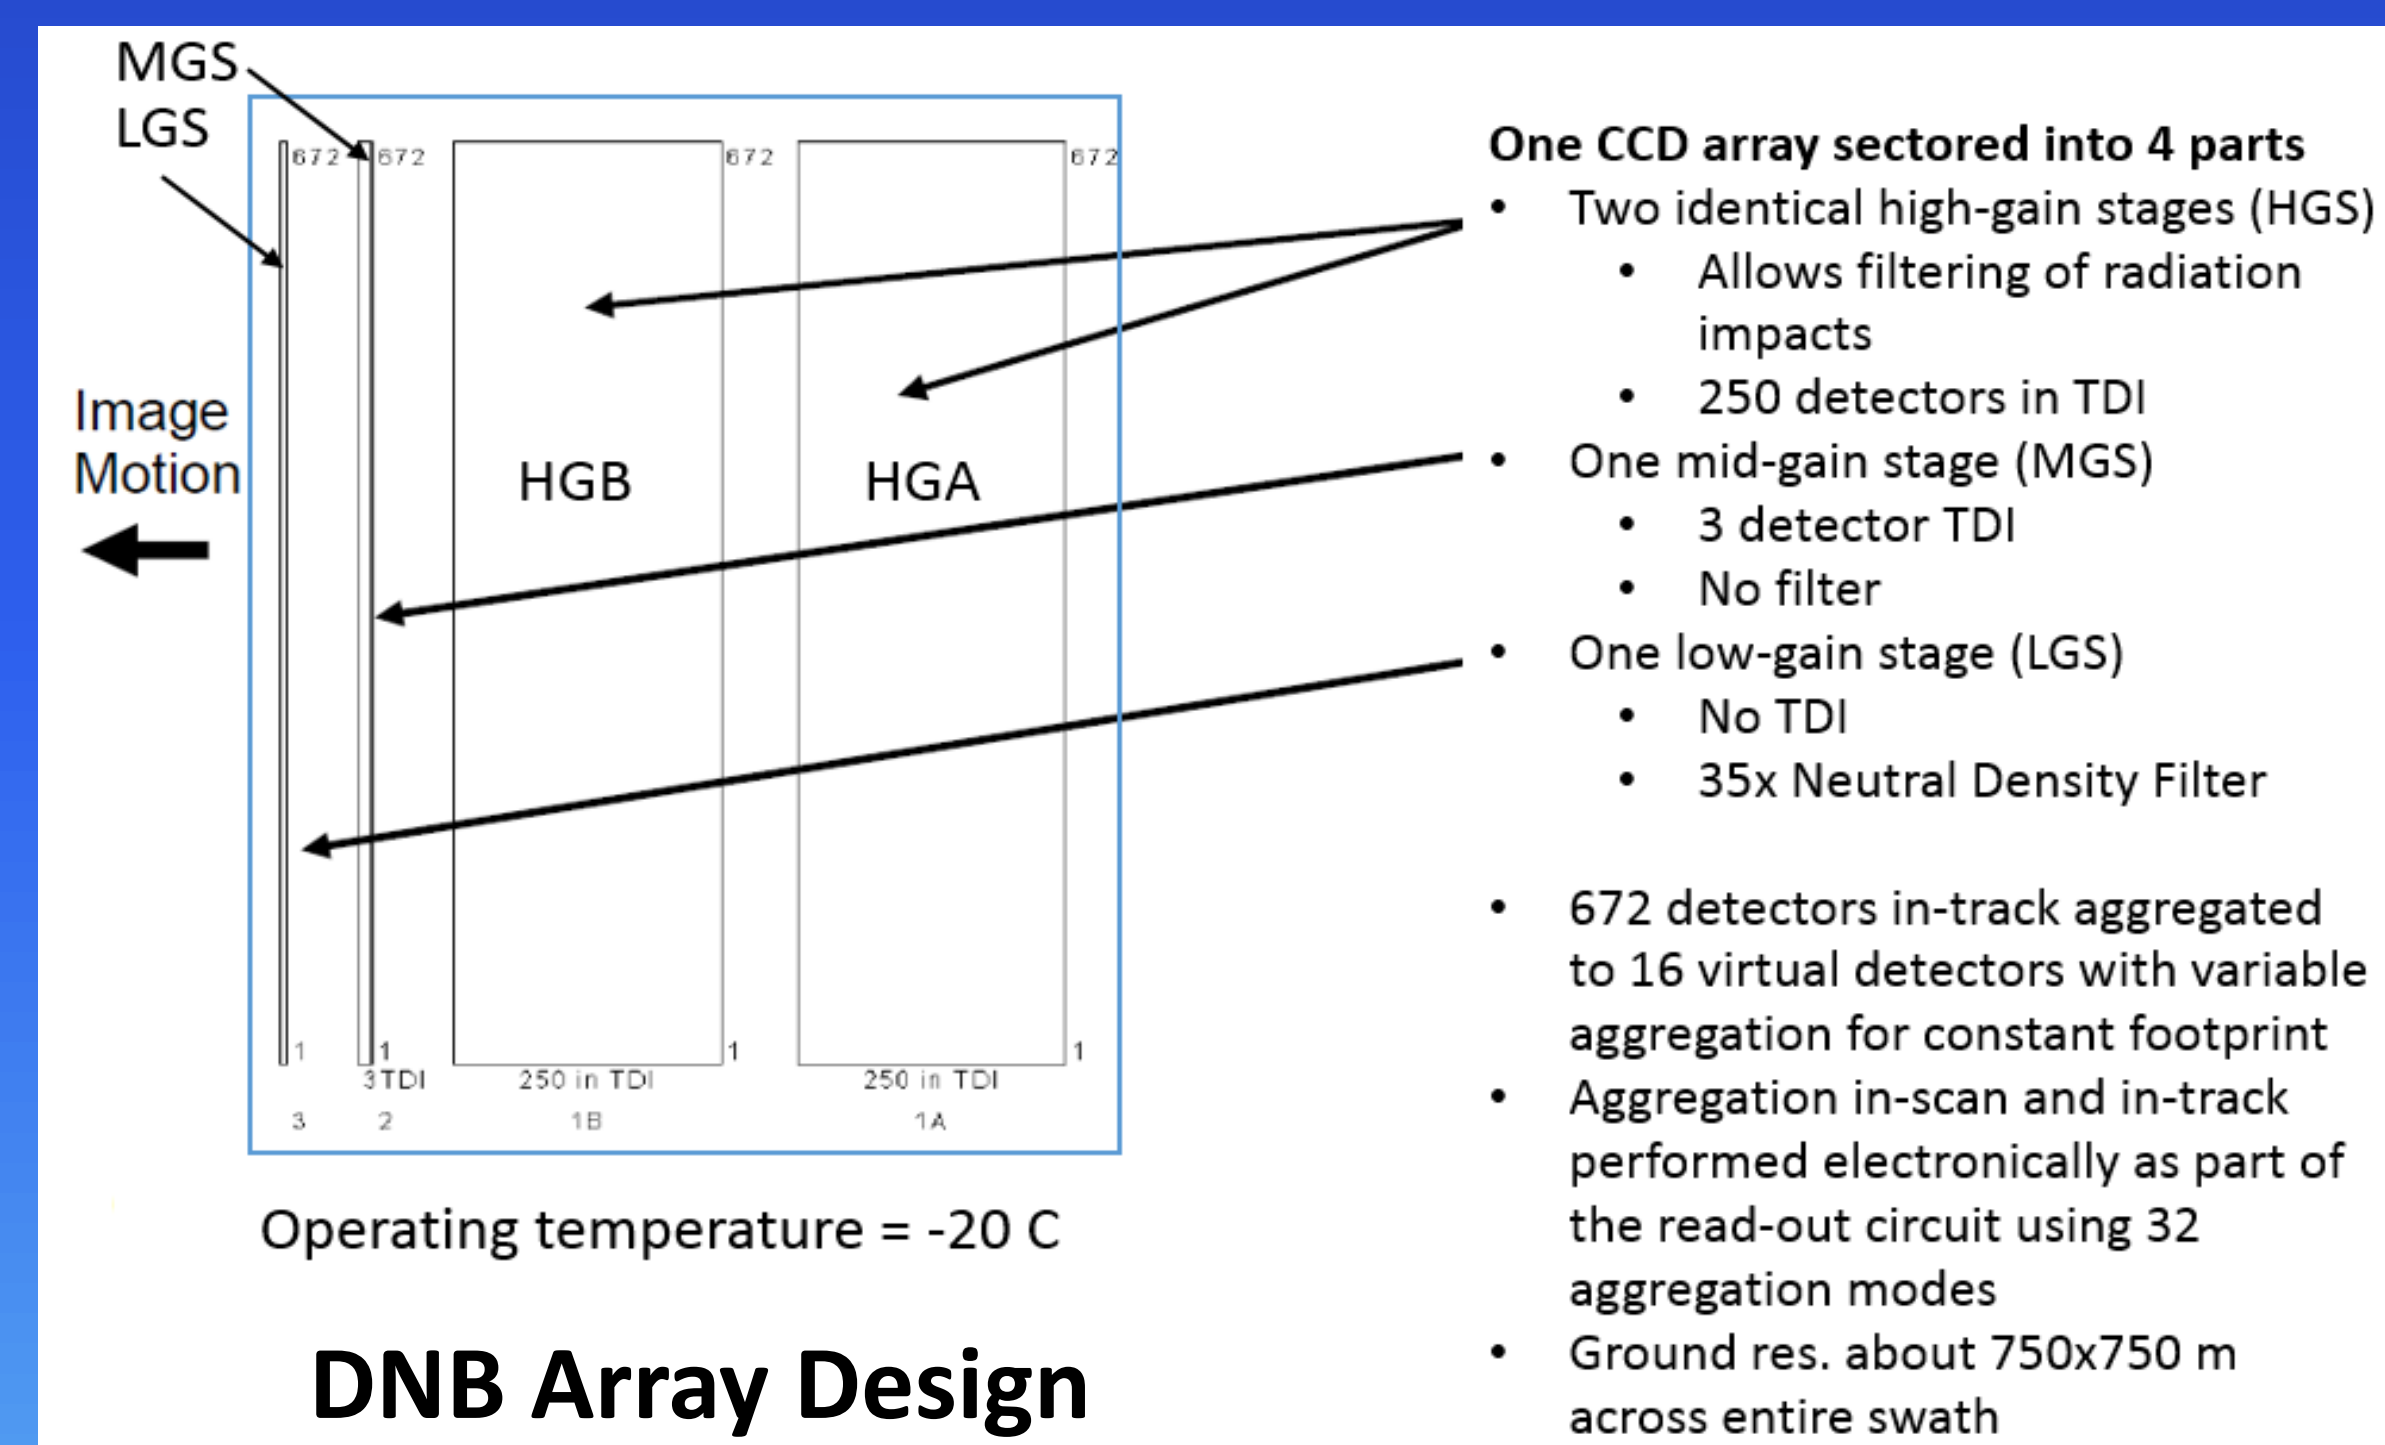 MGS
LGS
672
672
672
672
Image
Motion
HGB
HGA
1
1
1
1
3TDI
250 in TDI
250 in TDI
3
2
1B
1A
Operating temperature = -20 C
DNB Array Design
One CCD array sectored into 4 parts
• Two identical high-gain stages (HGS)
• Allows filtering of radiation
impacts
• 250 detectors in TDI
• One mid-gain stage (MGS)
• 3 detector TDI
• No filter
• One low-gain stage (LGS)
• No TDI
• 35x Neutral Density Filter
• 672 detectors in-track aggregated
to 16 virtual detectors with variable
aggregation for constant footprint
• Aggregation in-scan and in-track
performed electronically as part of
the read-out circuit using 32
aggregation modes
• Ground res. about 750x750 m
across entire swath